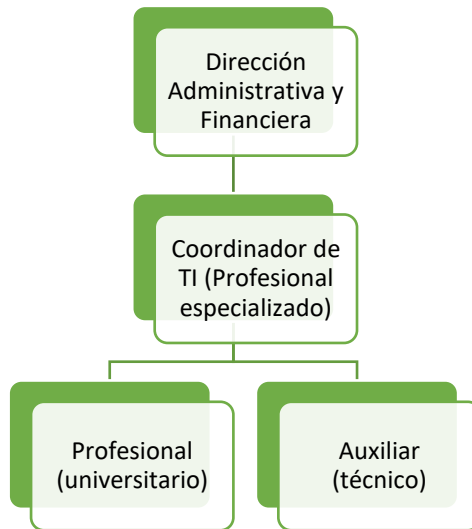 Dirección
Administrativa y
Financiera
Coordinador de
TI (Profesional
especializado)
Profesional
(universitario)
Auxiliar
(técnico)